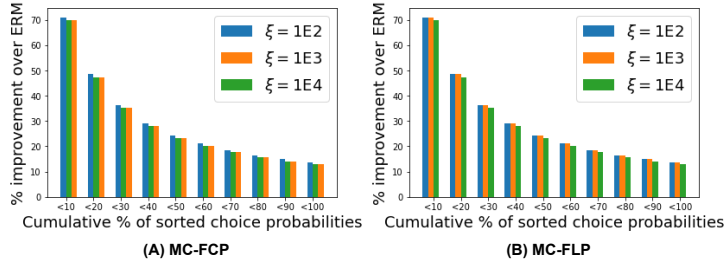 % improvement over ERM
70
60
50
40
30
20
10
0
ξ = 1E2
ξ = 1E3
ξ = 1E4
<10 <20 <30 <40 <50 <60 <70 <80 <90 <100
Cumulative % of sorted choice probabilities
(A) MC-FCP
% improvement over ERM
70
60
50
40
30
20
10
0
ξ = 1E2
ξ = 1E3
ξ = 1E4
<10 <20 <30 <40 <50 <60 <70 <80 <90 <100
Cumulative % of sorted choice probabilities
(B) MC-FLP